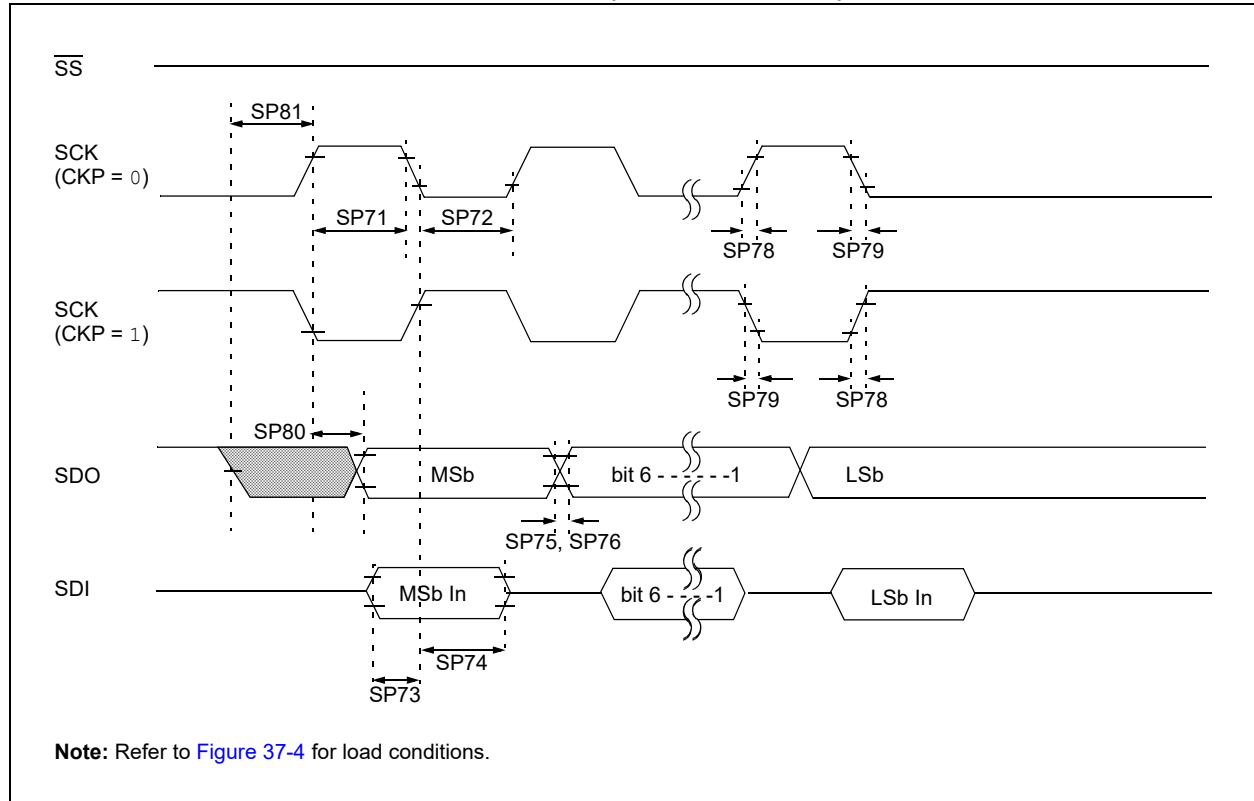 SS
SP81
SCK
(CKP = 0)
SP71
SP72
SP78
SP79
SCK
(CKP = 1)
SP79
SP78
SP80
SDO
MSb
bit 6 - - - - - - -1
LSb
SP75, SP76
SDI
MSb In
bit 6 - - - - -1
LSb In
SP74
SP73
Note: Refer to Figure 37-4 for load conditions.